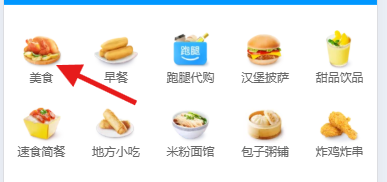 跑腿
美食 早餐 跑腿代购 汉堡披萨 甜品饮品
速食简餐 地方小吃 米粉面馆 包子粥铺 炸鸡炸串